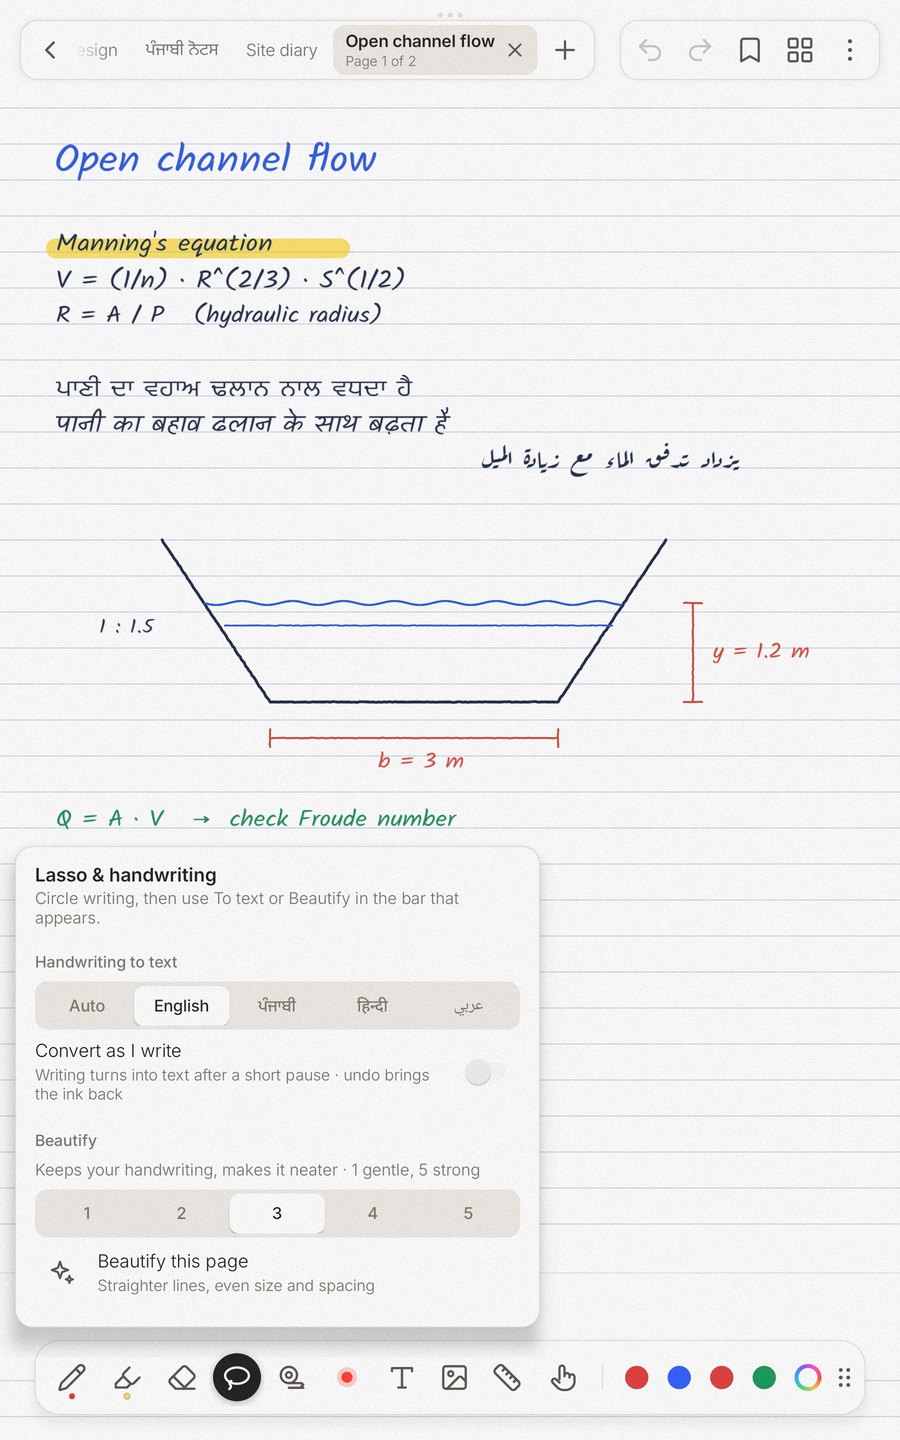 esign ਪੰਜਾਬੀ ਨੋਟਸ Site diary Open channel flow
Page 1 of 2
Open channel flow
Manning's equation
V = (1/n) · R^(2/3) · S^(1/2)
R = A / P (hydraulic radius)
ਪਾਣੀ ਦਾ ਵਹਾਅ ਢਲਾਨ ਨਾਲ ਵਧਦਾ ਹੈ
पानी का बहाव ढलान के साथ बढ़ता है
يزداد تدفق الماء مع زيادة الميل
1 : 1.5
y = 1.2 m
b = 3 m
Q = A · V → check Froude number
Lasso & handwriting
Circle writing, then use To text or Beautify in the bar that
appears.
Handwriting to text
Auto English ਪੰਜਾਬੀ हिन्दी عربي
Convert as I write
Writing turns into text after a short pause · undo brings
the ink back
Beautify
Keeps your handwriting, makes it neater · 1 gentle, 5 strong
1 2 3 4 5
Beautify this page
Straighter lines, even size and spacing